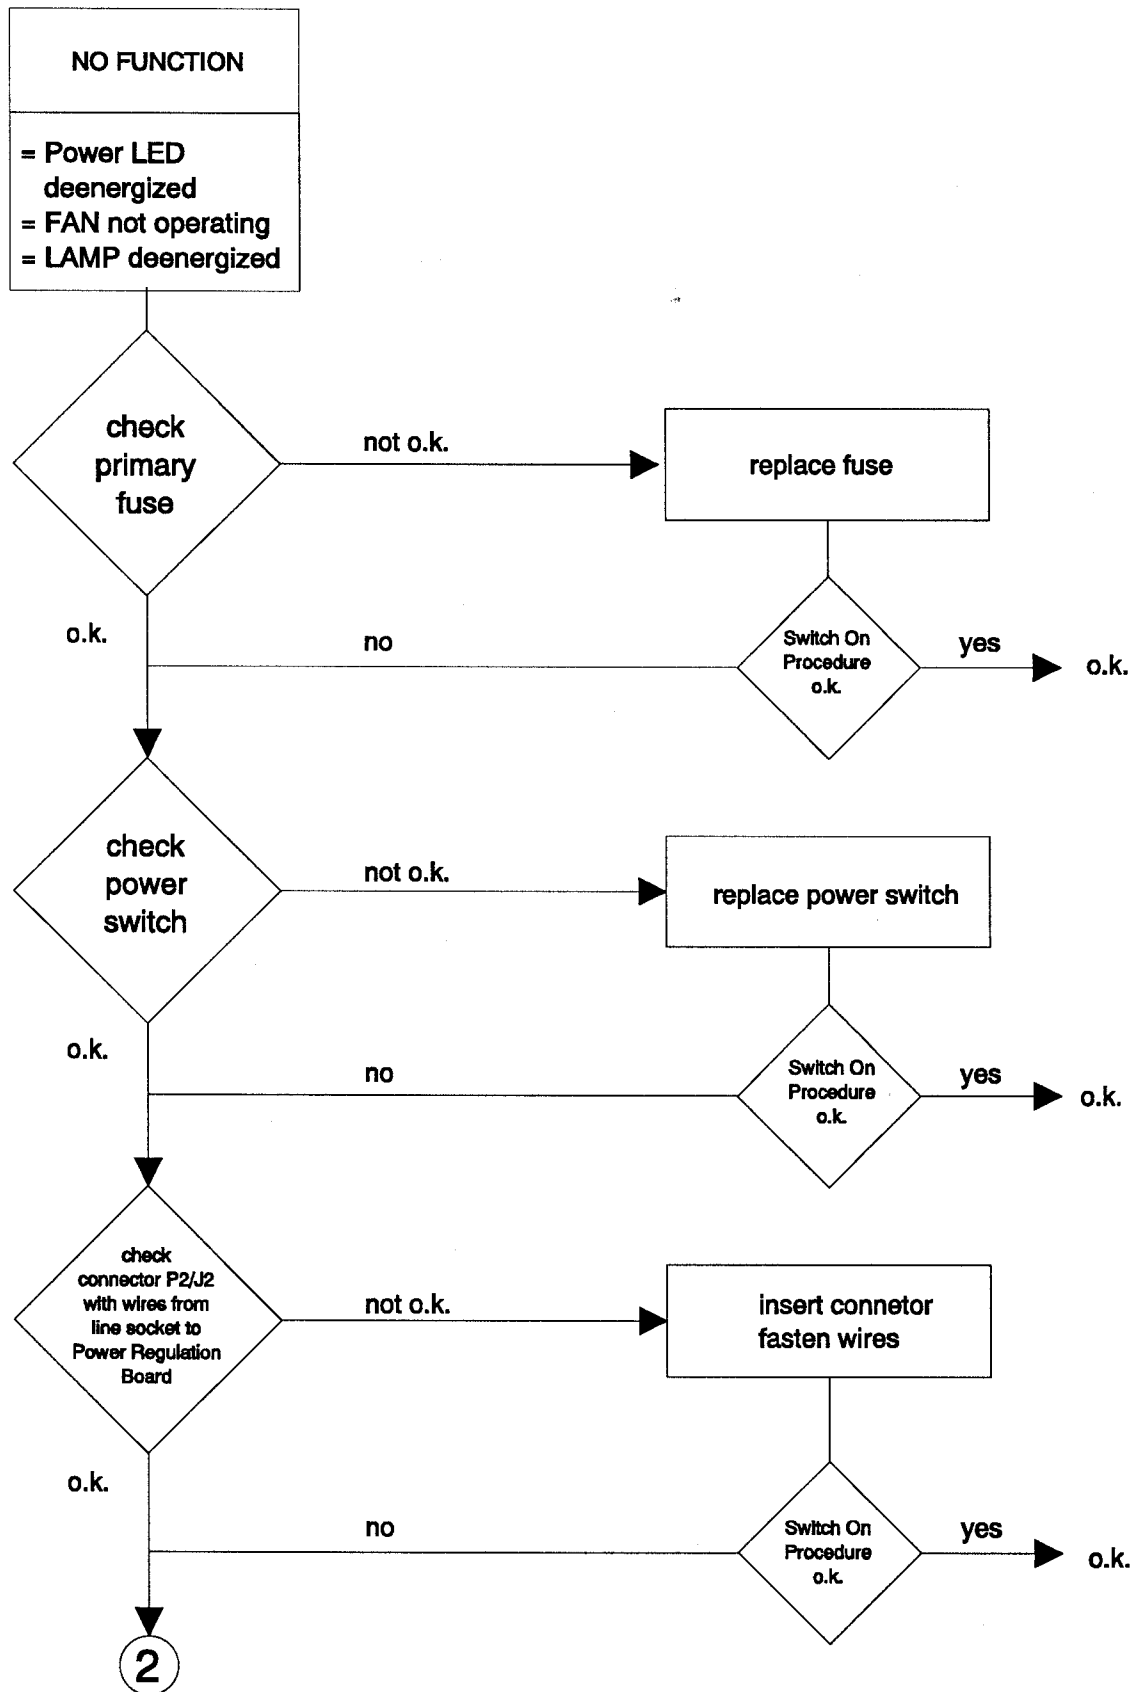 NO FUNCTION
= Power LED
deenergized
= FAN not operating
= LAMP deenergized
check
primary
fuse
not o.k.
replace fuse
o.k.
no
Switch On
Procedure
o.k.
yes
o.k.
check
power
switch
not o.k.
replace power switch
o.k.
no
Switch On
Procedure
o.k.
yes
o.k.
check
connector P2/J2
with wires from
line socket to
Power Regulation
Board
not o.k.
insert connetor
fasten wires
o.k.
no
Switch On
Procedure
o.k.
yes
o.k.
2